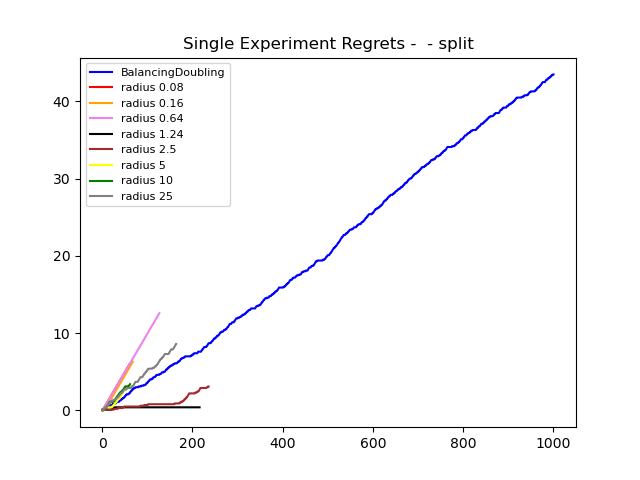 Single Experiment Regrets -  - split
BalancingDoubling
radius 0.08
radius 0.16
radius 0.64
radius 1.24
radius 2.5
radius 5
radius 10
radius 25
40
30
20
10
0
0 200 400 600 800 1000